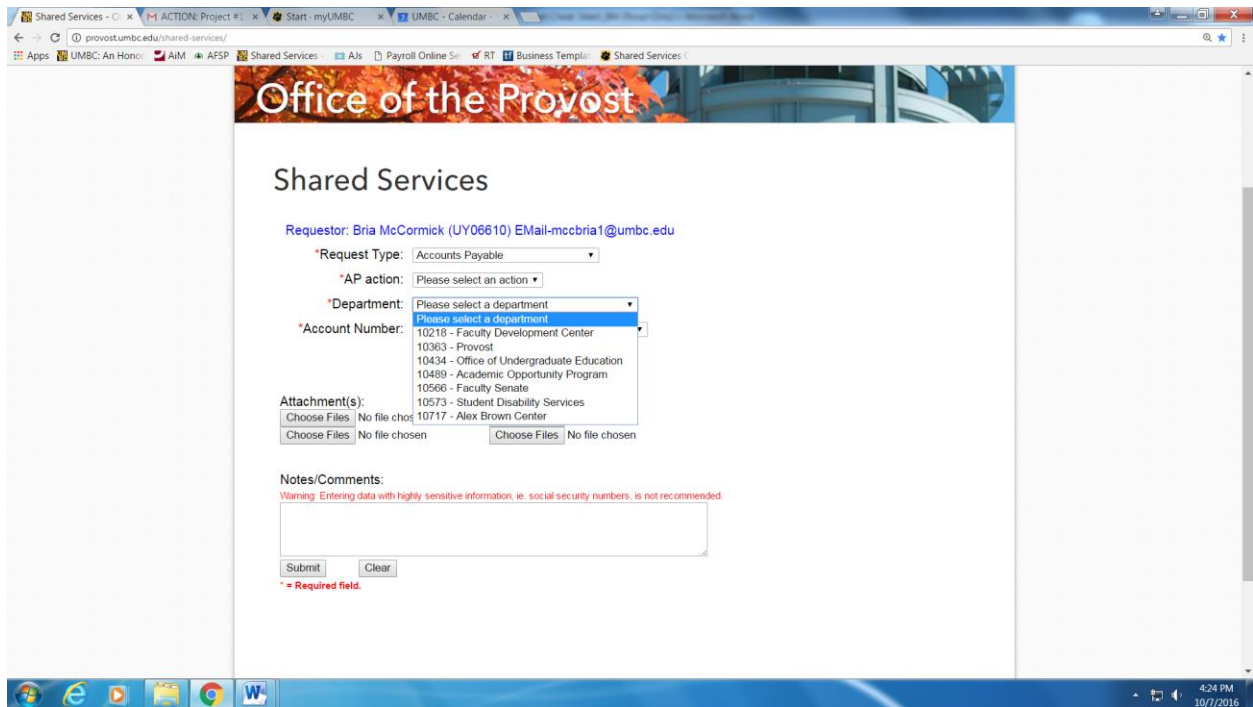 Shared Services - O
M ACTION: Project #1
Start · myUMBC
UMBC - Calendar -
provost.umbc.edu/shared-services/
Apps UMBC: An Honor AiM AFSP Shared Services - AJs Payroll Online Se RT Business Templat Shared Services C
Office of the Provost
Shared Services
Requestor: Bria McCormick (UY06610) EMail-mccbria1@umbc.edu
*Request Type: Accounts Payable
*AP action: Please select an action
*Department: Please select a department
Please select a department
*Account Number:
10218 - Faculty Development Center
10363 - Provost
10434 - Office of Undergraduate Education
10489 - Academic Opportunity Program
10566 - Faculty Senate
10573 - Student Disability Services
10717 - Alex Brown Center
Attachment(s):
Choose Files No file chos
Choose Files No file chosen Choose Files No file chosen
Notes/Comments:
Warning: Entering data with highly sensitive information, ie. social security numbers, is not recommended.
Submit Clear
* = Required field.
4:24 PM
10/7/2016